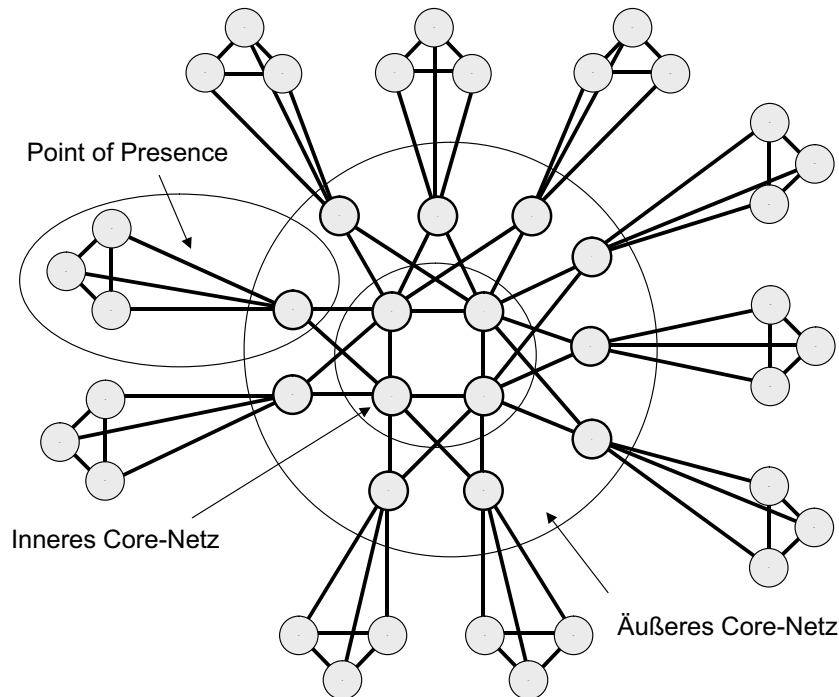 Point of Presence
Inneres Core-Netz
Äußeres Core-Netz